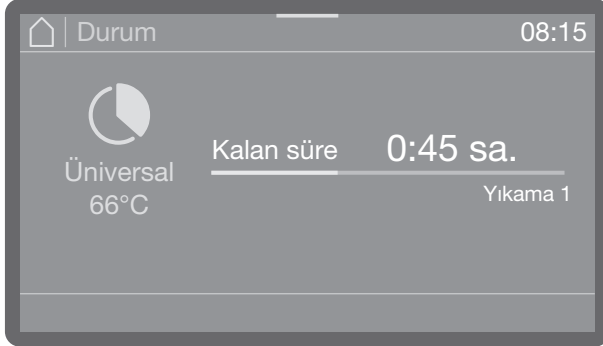 Durum 08:15
Kalan süre 0:45 sa.
Üniversal
66°C
Yıkama 1